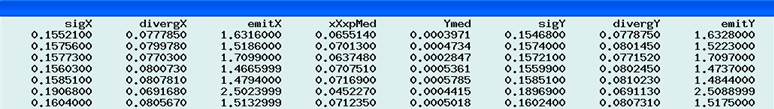 sigX divergX emitX xXxpMed Ymed sigY divergY emitY
0.1552100 0.0777850 1.6316000 0.0655140 0.0003971 0.1546800 0.0778750 1.6328000
0.1575600 0.0799780 1.5186000 0.0701300 0.0004734 0.1574000 0.0801450 1.5223000
0.1577300 0.0770300 1.7099000 0.0637480 0.0002847 0.1572100 0.0771520 1.7097000
0.1560300 0.0800730 1.4665999 0.0707510 0.0005361 0.1559900 0.0802450 1.4737000
0.1585100 0.0807810 1.4794000 0.0716900 0.0005785 0.1585100 0.0810230 1.4844000
0.1906800 0.0691680 2.5023999 0.0452270 0.0004415 0.1896900 0.0691130 2.5088999
0.1604000 0.0805670 1.5132999 0.0712350 0.0005018 0.1602400 0.0807310 1.5175000